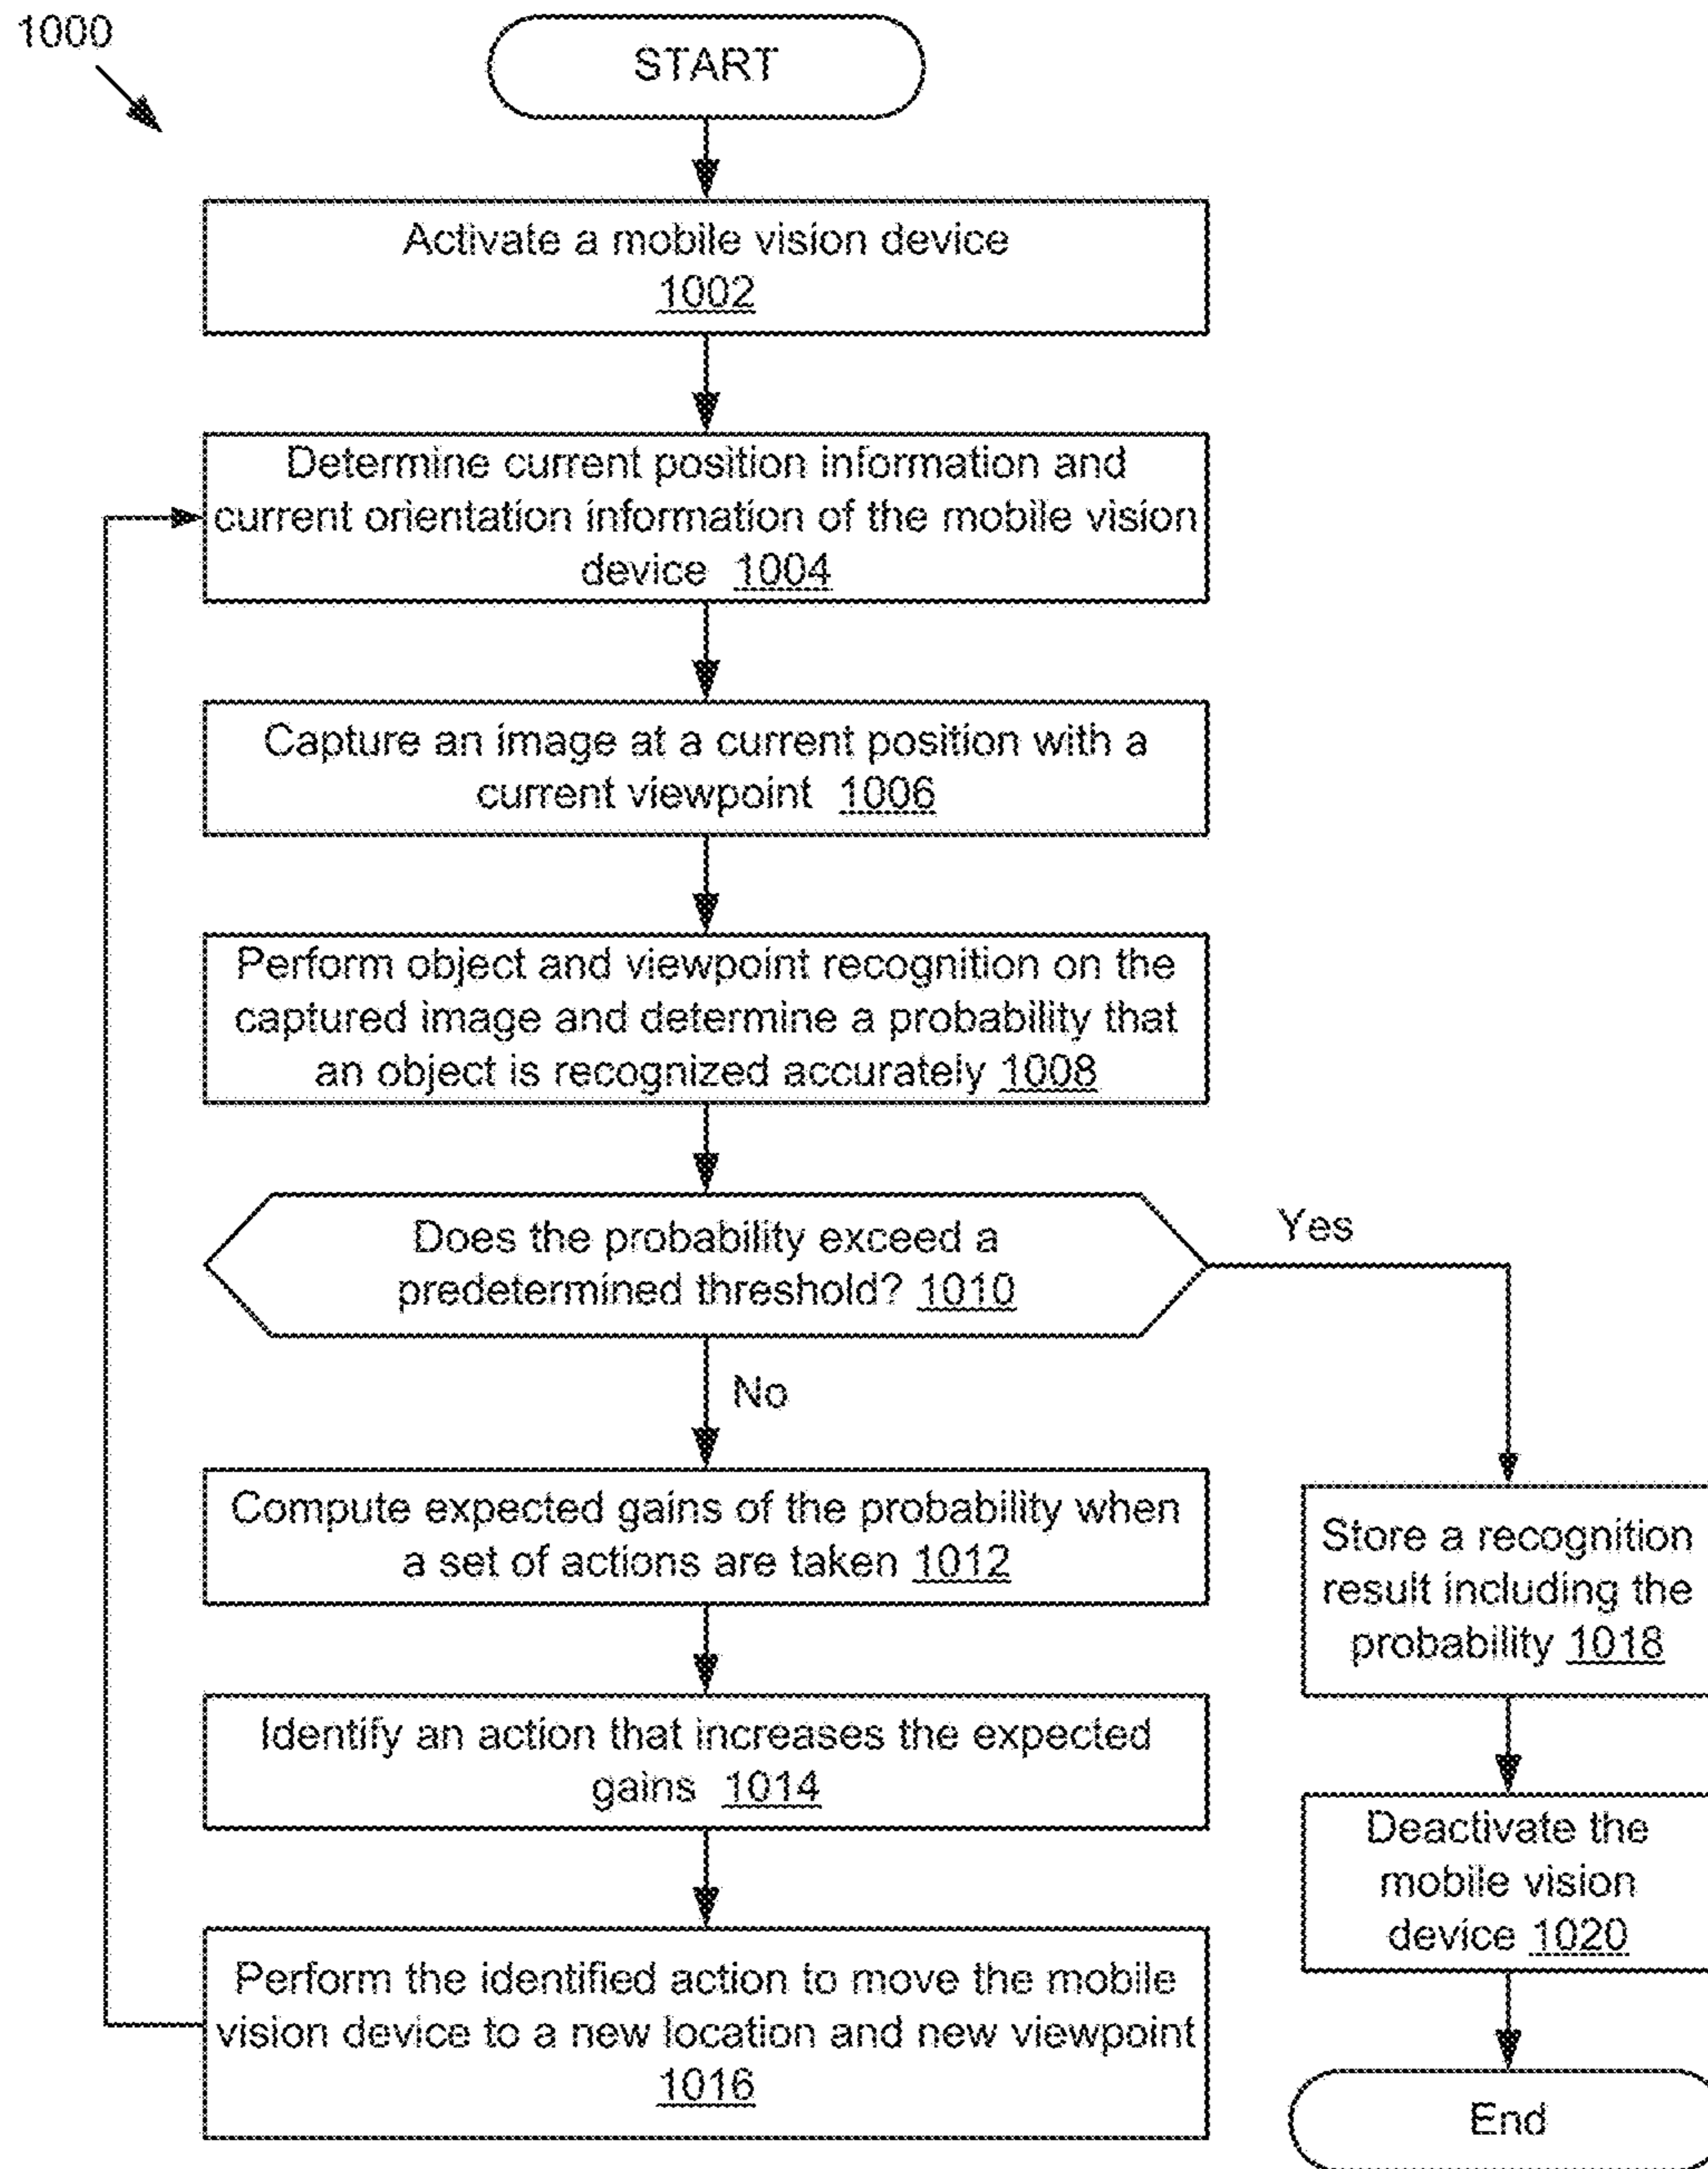 1000
START
Activate a mobile vision device
1002
Determine current position information and
current orientation information of the mobile vision
device 1004
Capture an image at a current position with a
current viewpoint 1006
Perform object and viewpoint recognition on the
captured image and determine a probability that
an object is recognized accurately 1008
Does the probability exceed a
predetermined threshold? 1010
Yes
No
Compute expected gains of the probability when
a set of actions are taken 1012
Identify an action that increases the expected
gains 1014
Perform the identified action to move the mobile
vision device to a new location and new viewpoint
1016
Store a recognition
result including the
probability 1018
Deactivate the
mobile vision
device 1020
End